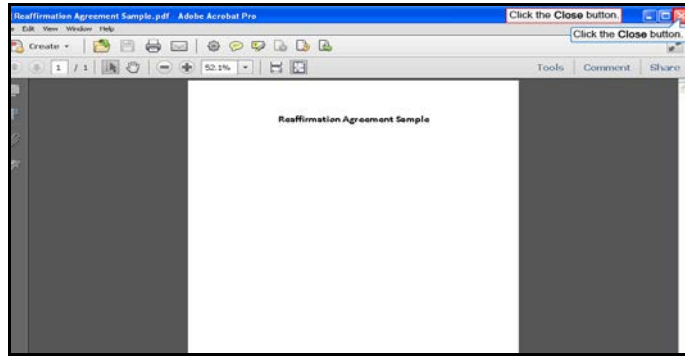 Reaffirmation Agreement Sample.pdf Adobe Acrobat Pro
Click the Close button.
Edit View Window Help
Click the Close button.
Create
1 / 1
52.1%
Tools Comment Share
Reaffirmation Agreement Sample